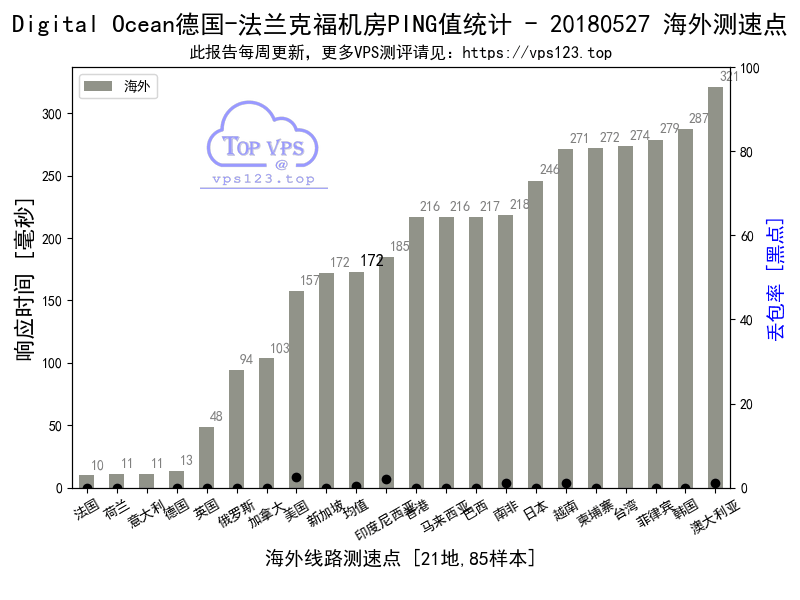 Digital Ocean德国-法兰克福机房PING值统计 - 20180527 海外测速点
此报告每周更新，更多VPS测评请见：https://vps123.top
海外
TOP VPS
@
vps123.top
响应时间 [毫秒]
300
250
200
150
100
50
0
10
11
11
13
48
94
103
157
172
172
185
216
216
217
218
246
271
272
274
279
287
321
100
80
60
40
20
0
丢包率 [黑点]
法国
荷兰
意大利
德国
英国
俄罗斯
加拿大
美国
新加坡
均值
印度尼西亚
香港
马来西亚
巴西
南非
日本
越南
柬埔寨
台湾
菲律宾
韩国
澳大利亚
海外线路测速点 [21地,85样本]